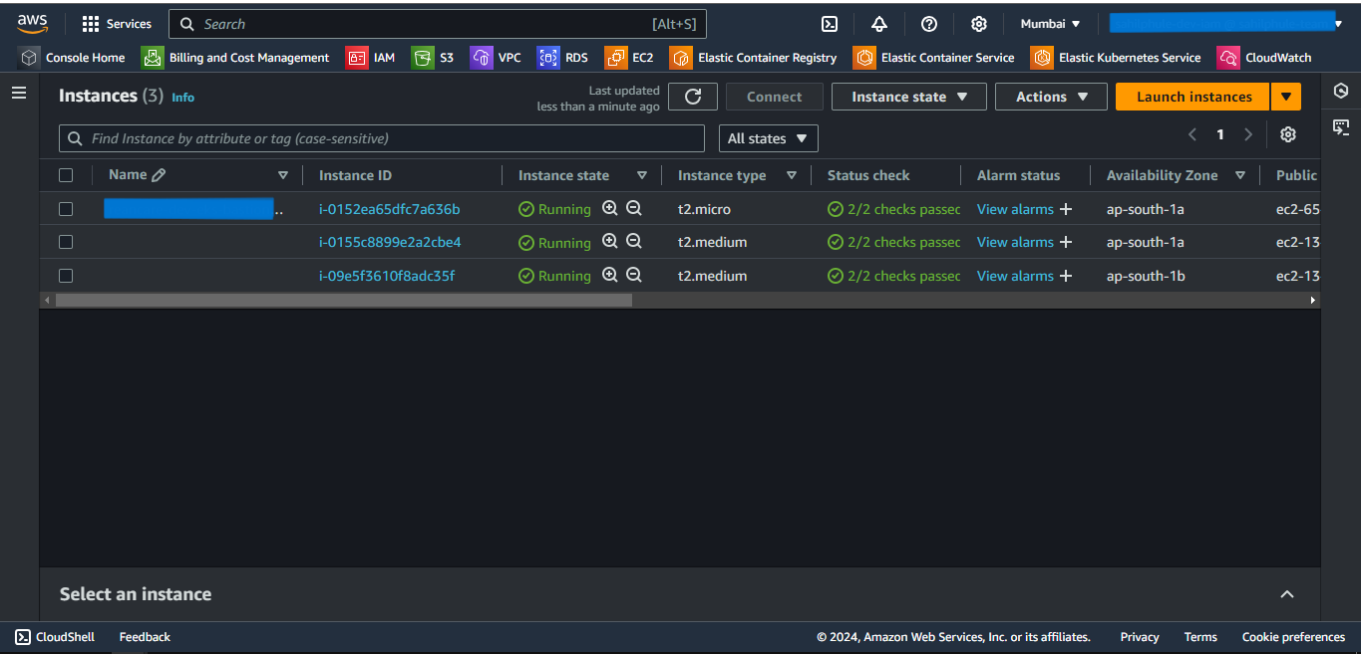 aws Services Search [Alt+S] Mumbai
Console Home Billing and Cost Management IAM S3 VPC RDS EC2 Elastic Container Registry Elastic Container Service Elastic Kubernetes Service CloudWatch
Instances (3) Info Last updated less than a minute ago Connect Instance state Actions Launch instances
Find Instance by attribute or tag (case-sensitive) All states 1
Name Instance ID Instance state Instance type Status check Alarm status Availability Zone Public
.. i-0152ea65dfc7a636b Running t2.micro 2/2 checks passec View alarms + ap-south-1a ec2-65
i-0155c8899e2a2cbe4 Running t2.medium 2/2 checks passec View alarms + ap-south-1a ec2-13
i-09e5f3610f8adc35f Running t2.medium 2/2 checks passec View alarms + ap-south-1b ec2-13
Select an instance
CloudShell Feedback © 2024, Amazon Web Services, Inc. or its affiliates. Privacy Terms Cookie preferences